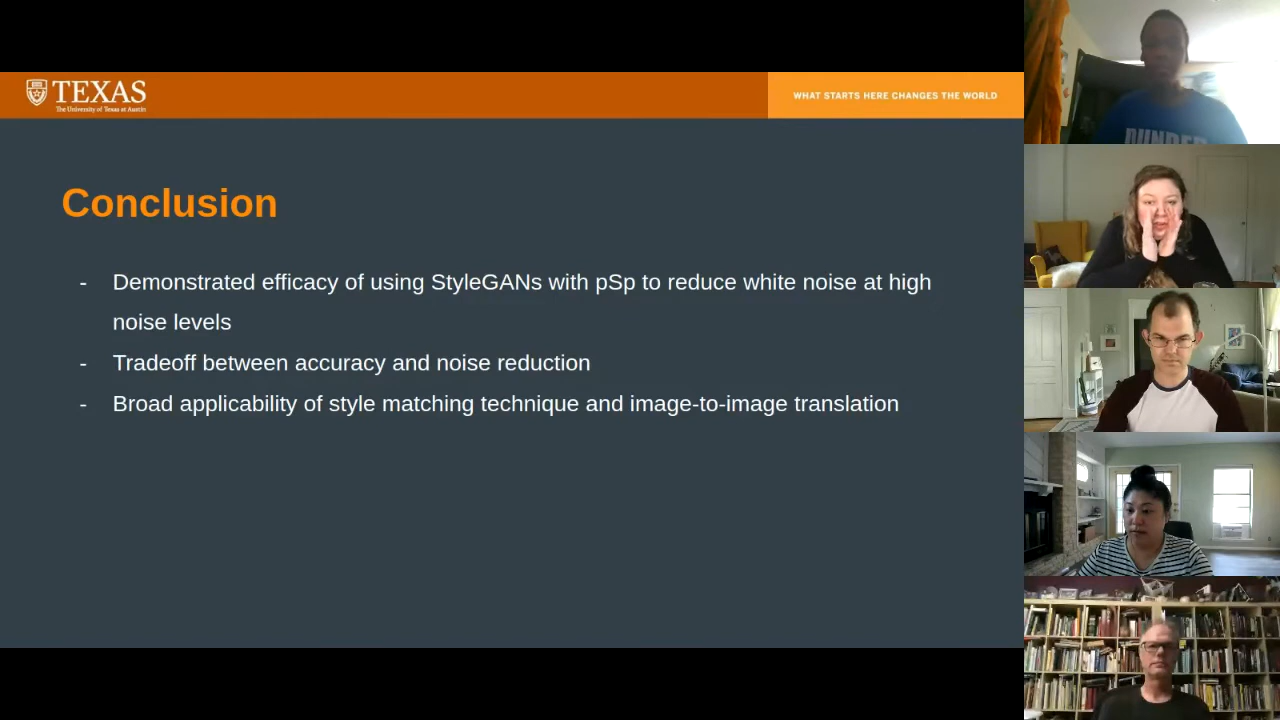 TEXAS
The University of Texas at Austin
WHAT STARTS HERE CHANGES THE WORLD
Conclusion
- Demonstrated efficacy of using StyleGANs with pSp to reduce white noise at high
noise levels
- Tradeoff between accuracy and noise reduction
- Broad applicability of style matching technique and image-to-image translation
DUNDER